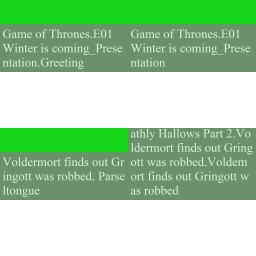 Game of Thrones.E01
Winter is coming_Prese
ntation.Greeting
Game of Thrones.E01
Winter is coming_Prese
ntation
Voldermort finds out Gr
ingott was robbed. Parse
ltongue
athly Hallows Part 2.Vo
ldermort finds out Gring
ott was robbed.Voldem
ort finds out Gringott w
as robbed